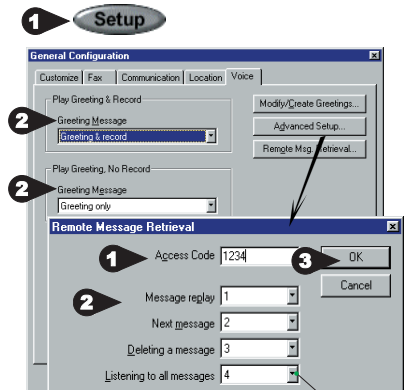 1 Setup
General Configuration
Customize Fax Communication Location Voice
Play Greeting & Record
Modify/Create Greetings...
2 Greeting Message
Greeting & record
Advanced Setup...
Remote Msg. Retrieval...
Play Greeting, No Record
2 Greeting Message
Greeting only
Remote Message Retrieval
1 Access Code 1234
3 OK
Cancel
2 Message replay 1
Next message 2
Deleting a message 3
Listening to all messages 4